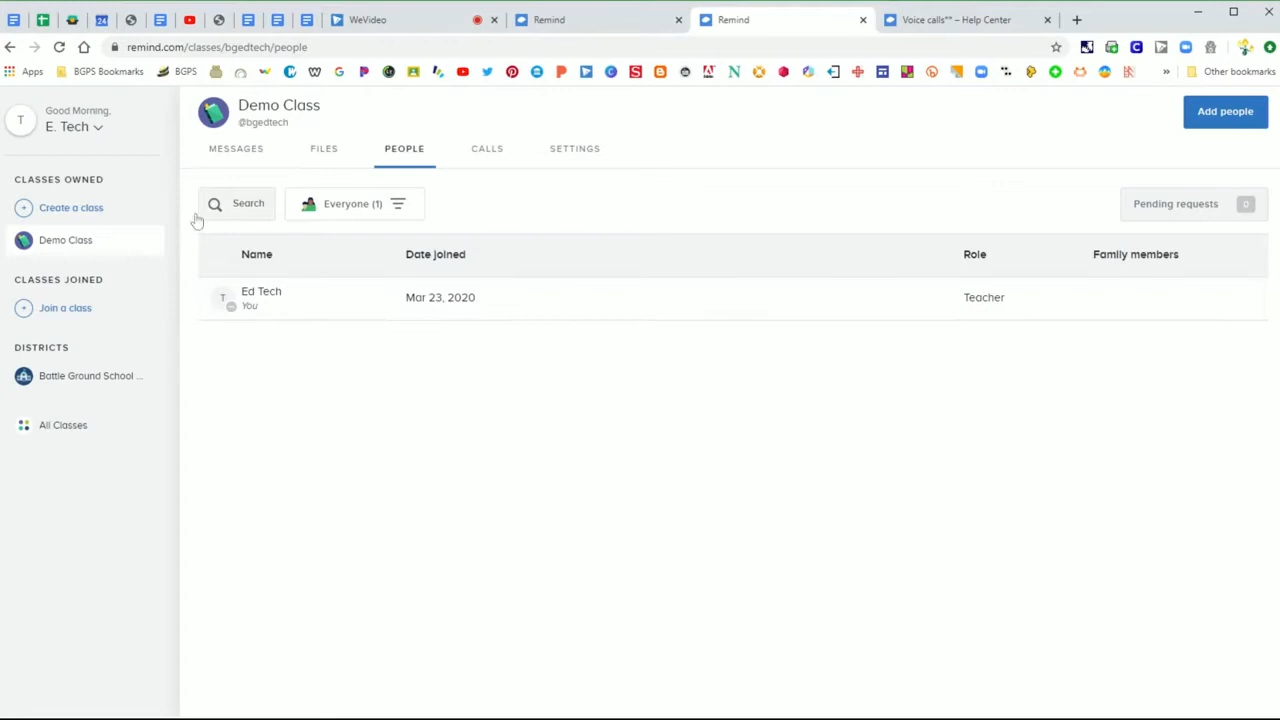 WeVideo
Remind
Remind
Voice calls** – Help Center
remind.com/classes/bgedtech/people
Apps
BGPS Bookmarks
BGPS
Other bookmarks
T
Good Morning,
E. Tech
CLASSES OWNED
Create a class
Demo Class
CLASSES JOINED
Join a class
DISTRICTS
Battle Ground School ...
All Classes
Demo Class
@bgedtech
Add people
MESSAGES FILES PEOPLE CALLS SETTINGS
Search
Everyone (1)
Pending requests 0
Name Date joined Role Family members
T Ed Tech Mar 23, 2020 Teacher
You